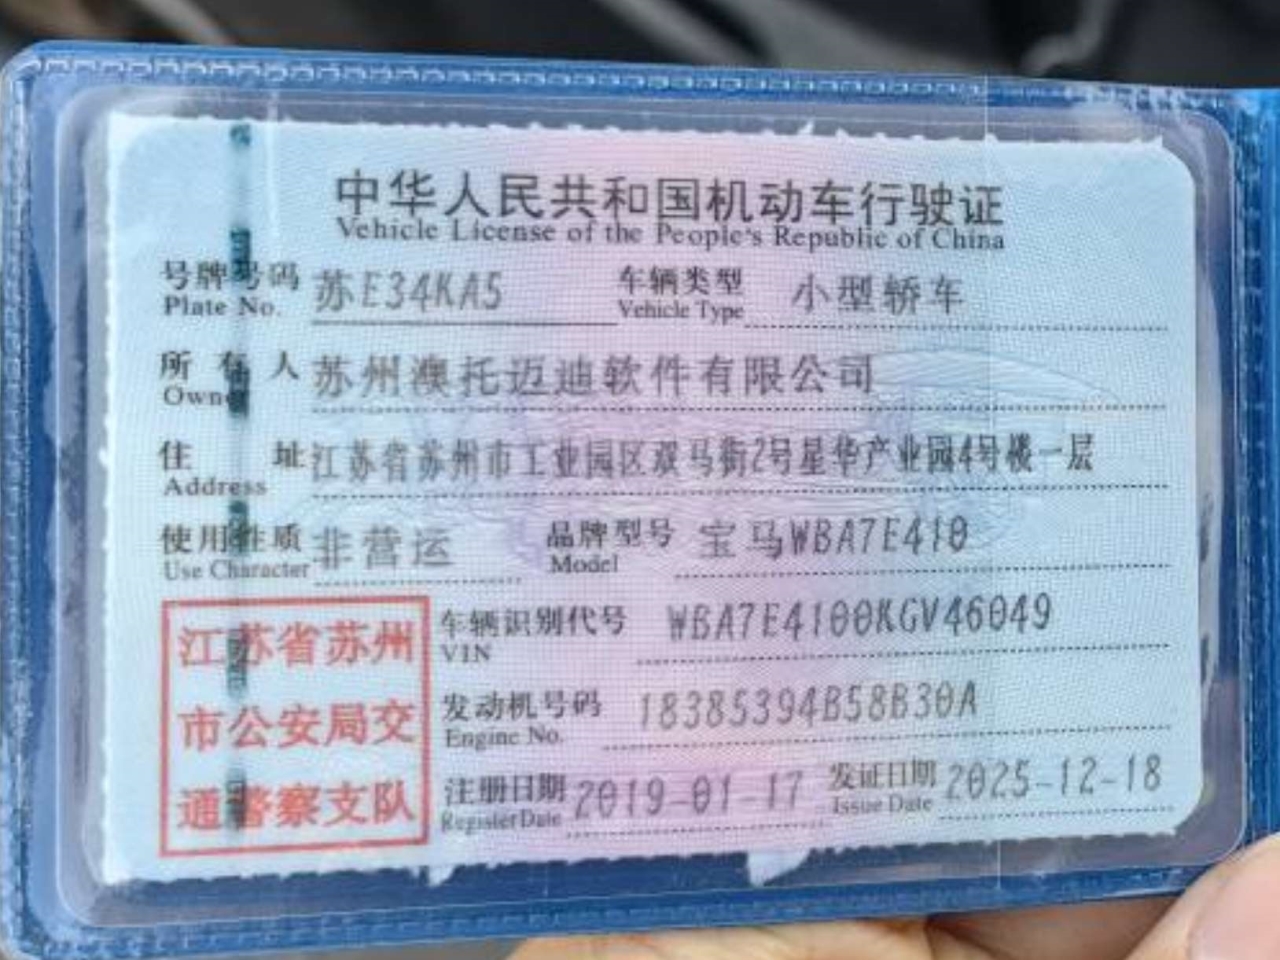 中华人民共和国机动车行驶证
Vehicle License of the People's Republic of China
号牌号码 苏E34KA5 车辆类型 小型轿车
Plate No. Vehicle Type
所有人 苏州澳托迈迪软件有限公司
Owner
住址 江苏省苏州市工业园区双马街2号星华产业园4号楼一层
Address
使用性质 非营运 品牌型号 宝马WBA7E410
Use Character Model
江苏省苏州
市公安局交
通警察支队
车辆识别代号 WBA7E4100KGV46049
VIN
发动机号码 18385394B58B30A
Engine No.
注册日期 2019-01-17 发证日期 2025-12-18
Register Date Issue Date